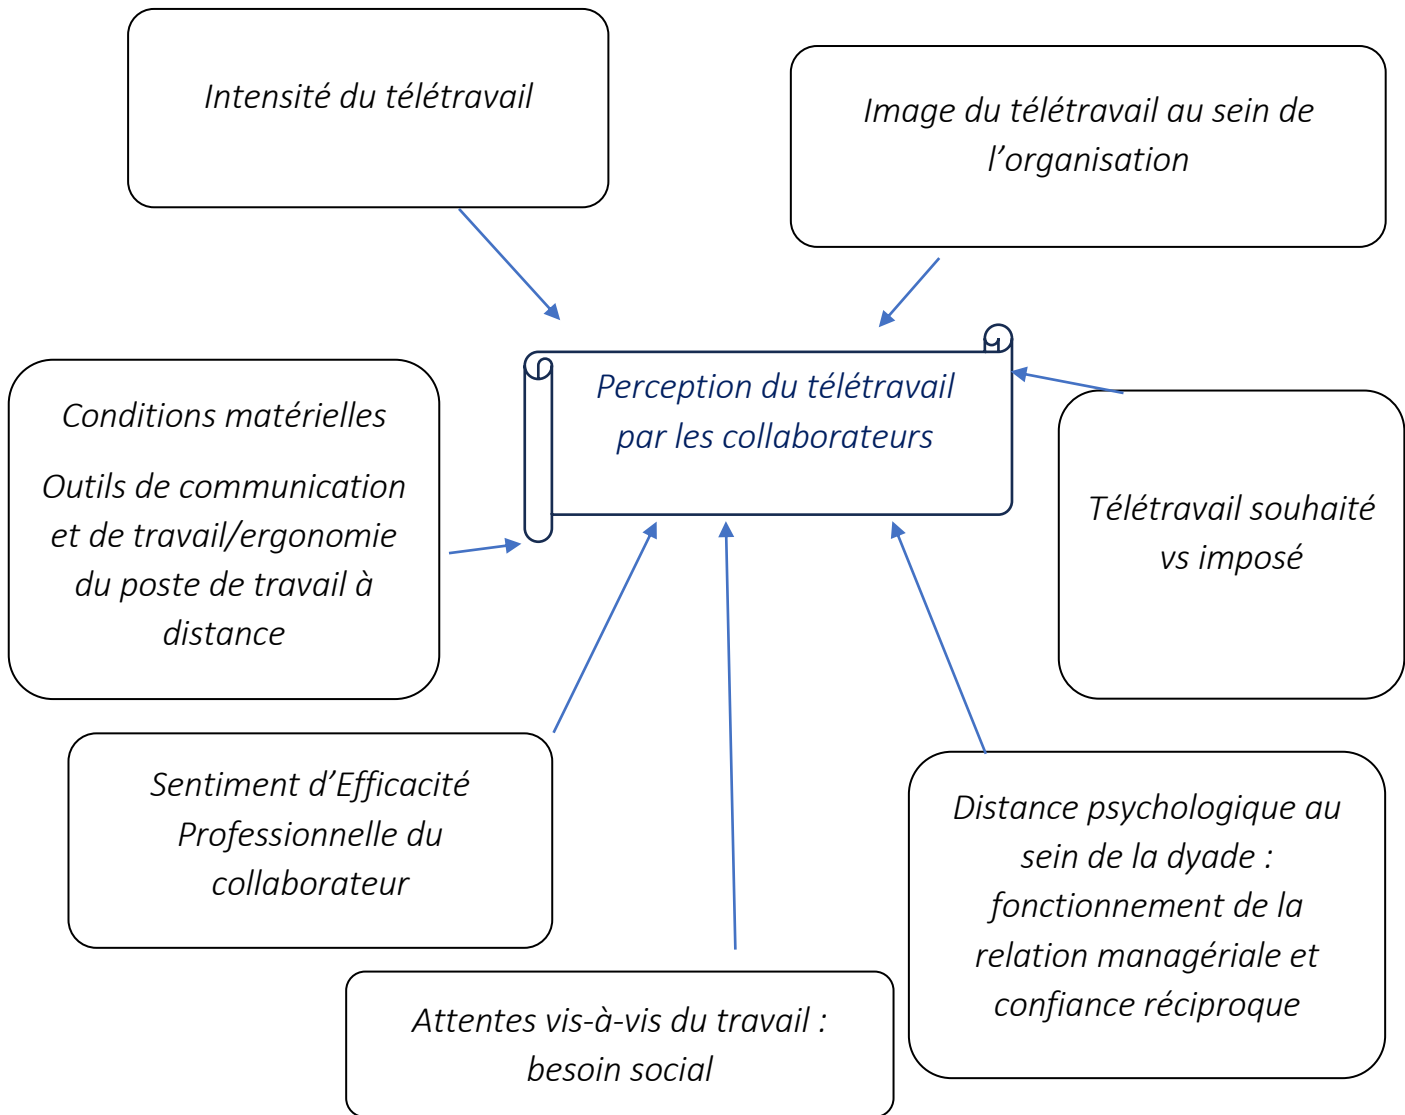 Intensité du télétravail
Image du télétravail au sein de
l’organisation
Perception du télétravail
par les collaborateurs
Conditions matérielles
Outils de communication
et de travail/ergonomie
du poste de travail à
distance
Télétravail souhaité
vs imposé
Sentiment d’Efficacité
Professionnelle du
collaborateur
Distance psychologique au
sein de la dyade :
fonctionnement de la
relation managériale et
confiance réciproque
Attentes vis-à-vis du travail :
besoin social